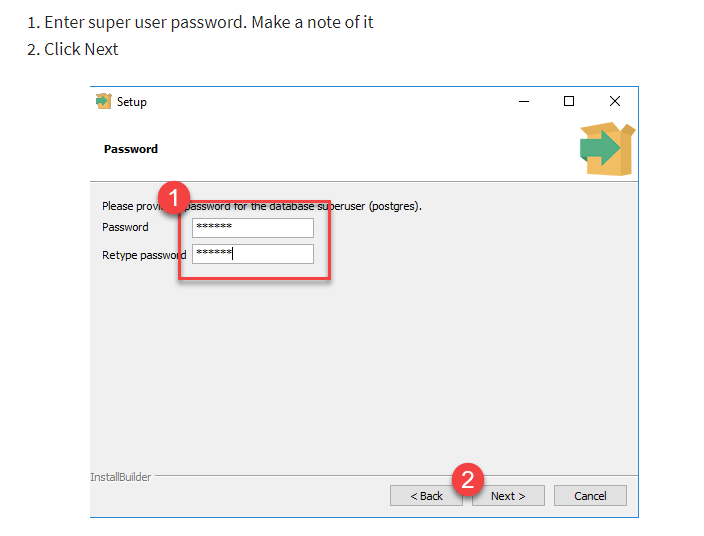 1. Enter super user password. Make a note of it
2. Click Next
Setup
Password
1
Please provi password for the database superuser (postgres).
Password ******
Retype password ******
InstallBuilder
2
< Back Next > Cancel